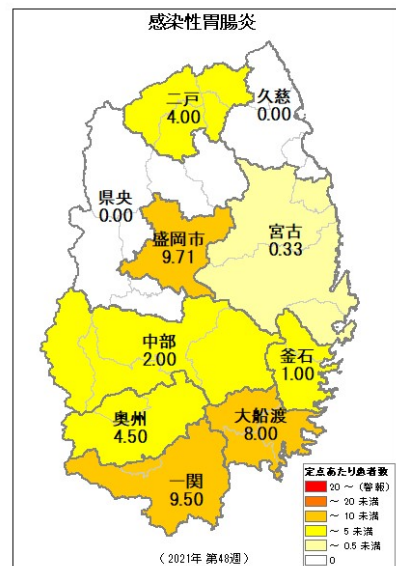 感染性胃腸炎
二戸
4.00
久慈
0.00
県央
0.00
盛岡市
9.71
宮古
0.33
中部
2.00
釜石
1.00
奥州
4.50
大船渡
8.00
一関
9.50
定点あたり患者数
20 ~ (警報)
~ 20 未満
~ 10 未満
~ 5 未満
~ 0.5 未満
0
( 2021年 第48週 )